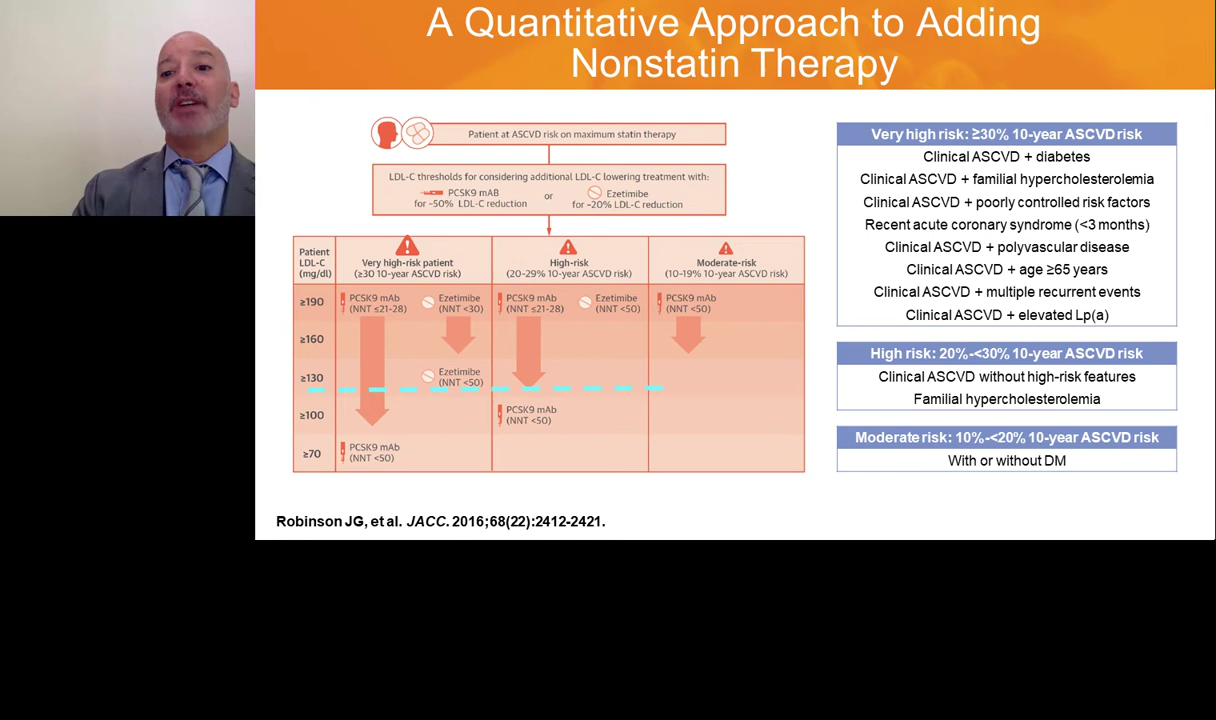 A Quantitative Approach to Adding
Nonstatin Therapy
Patient at ASCVD risk on maximum statin therapy
LDL-C thresholds for considering additional LDL-C lowering treatment with:
PCSK9 mAB
for ~50% LDL-C reduction
or
Ezetimibe
for ~20% LDL-C reduction
Patient
LDL-C
(mg/dl)
Very high-risk patient
(≥30 10-year ASCVD risk)
High-risk
(20-29% 10-year ASCVD risk)
Moderate-risk
(10-19% 10-year ASCVD risk)
≥190
PCSK9 mAb
(NNT ≤21-28)
Ezetimibe
(NNT <30)
PCSK9 mAb
(NNT ≤21-28)
Ezetimibe
(NNT <50)
PCSK9 mAb
(NNT <50)
≥160
≥130
Ezetimibe
(NNT <50)
≥100
PCSK9 mAb
(NNT <50)
≥70
PCSK9 mAb
(NNT <50)
Very high risk: ≥30% 10-year ASCVD risk
Clinical ASCVD + diabetes
Clinical ASCVD + familial hypercholesterolemia
Clinical ASCVD + poorly controlled risk factors
Recent acute coronary syndrome (<3 months)
Clinical ASCVD + polyvascular disease
Clinical ASCVD + age ≥65 years
Clinical ASCVD + multiple recurrent events
Clinical ASCVD + elevated Lp(a)
High risk: 20%-<30% 10-year ASCVD risk
Clinical ASCVD without high-risk features
Familial hypercholesterolemia
Moderate risk: 10%-<20% 10-year ASCVD risk
With or without DM
Robinson JG, et al. JACC. 2016;68(22):2412-2421.